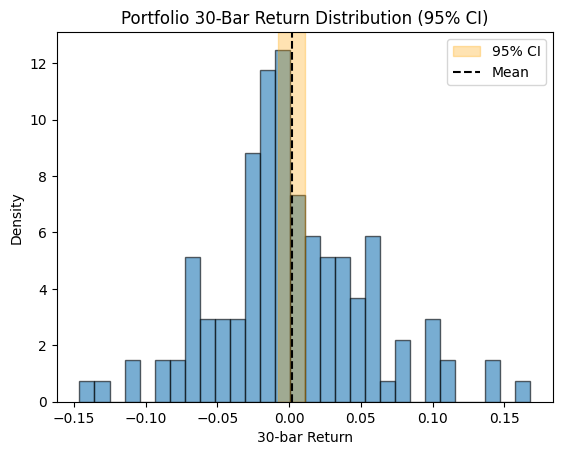 Portfolio 30-Bar Return Distribution (95% CI)
95% CI
Mean
Density
12
10
8
6
4
2
0
−0.15 −0.10 −0.05 0.00 0.05 0.10 0.15
30-bar Return